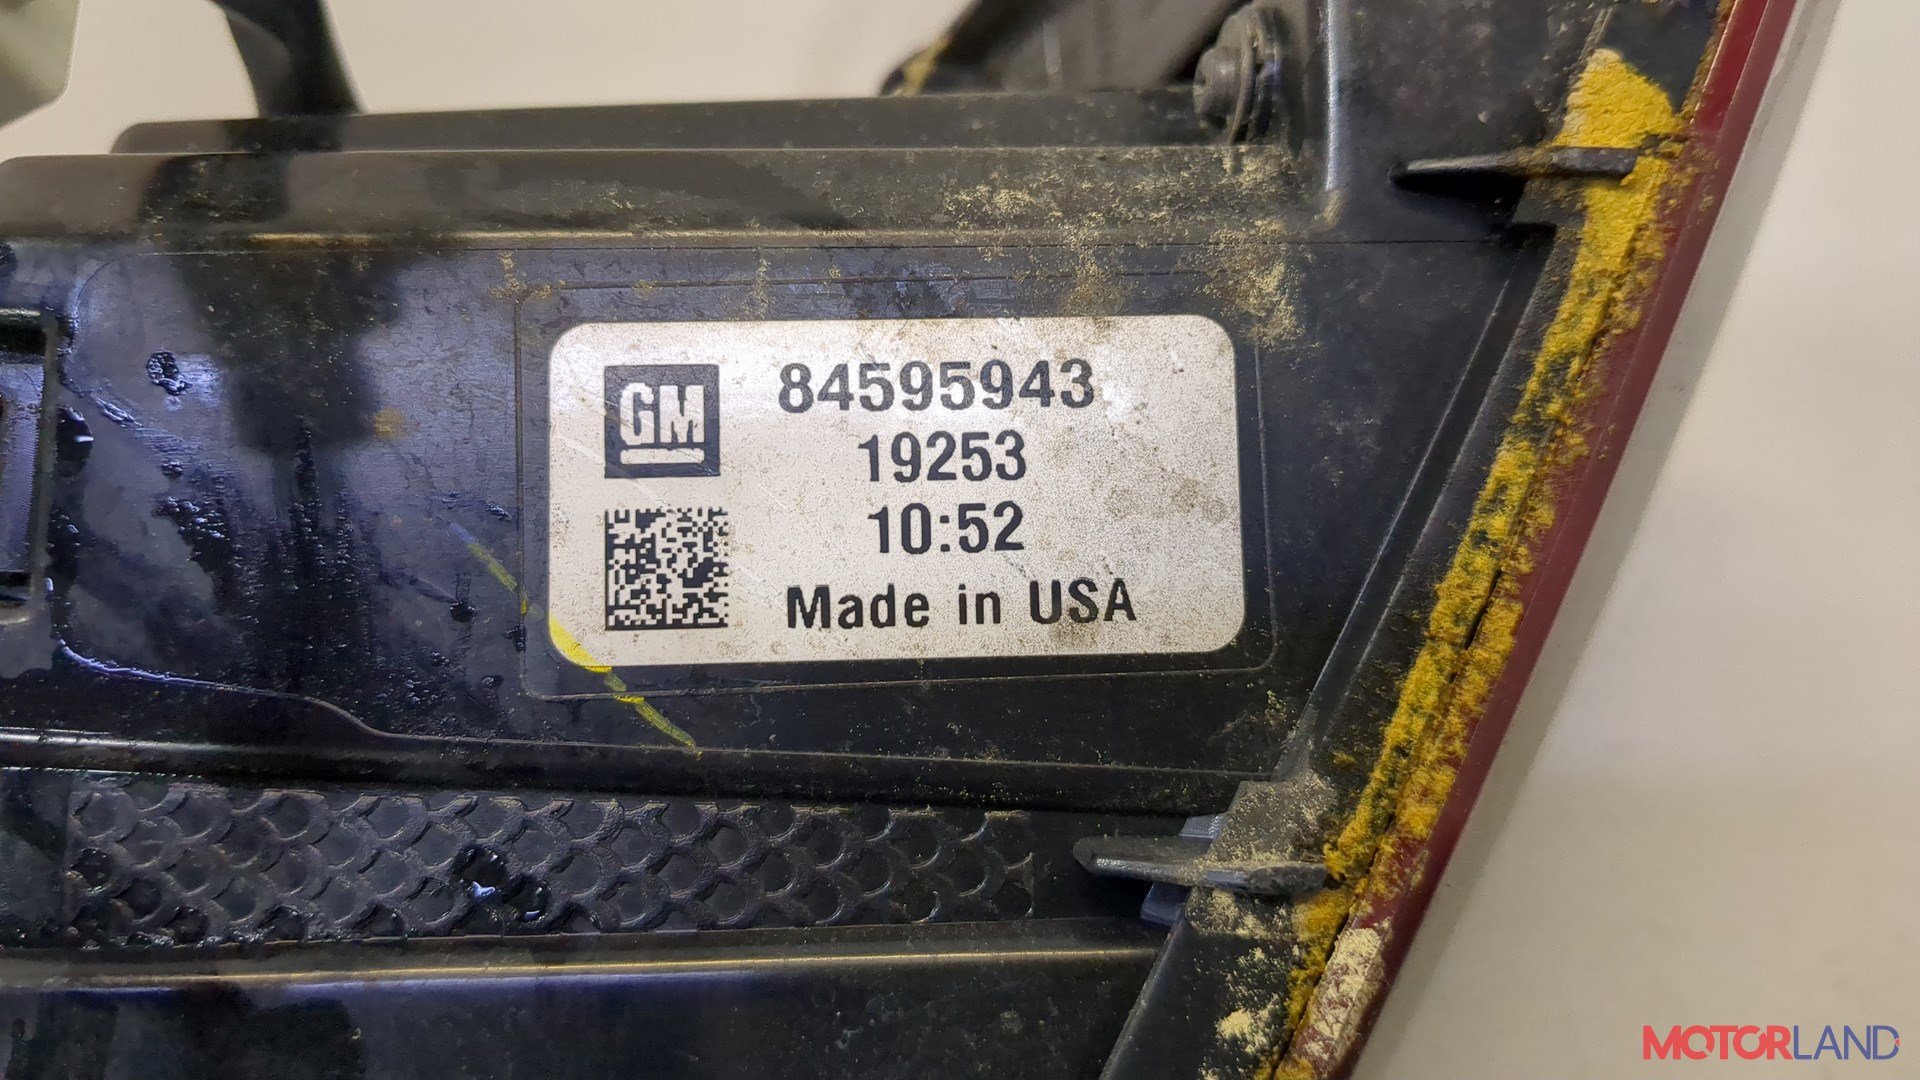 GM
84595943
19253
10:52
Made in USA
MOTORLAND